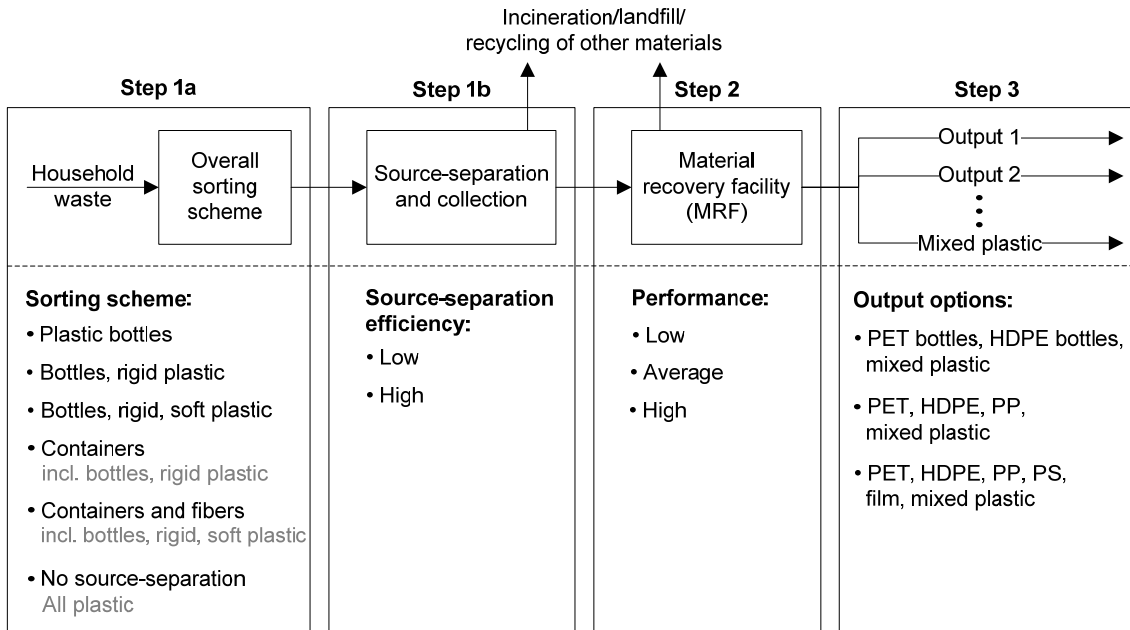 Incineration/landfill/
recycling of other materials
Step 1a
Step 1b
Step 2
Step 3
Household
waste
Overall
sorting
scheme
Source-separation
and collection
Material
recovery facility
(MRF)
Output 1
Output 2
Mixed plastic
Sorting scheme:
• Plastic bottles
• Bottles, rigid plastic
• Bottles, rigid, soft plastic
• Containers
incl. bottles, rigid plastic
• Containers and fibers
incl. bottles, rigid, soft plastic
• No source-separation
All plastic
Source-separation
efficiency:
• Low
• High
Performance:
• Low
• Average
• High
Output options:
• PET bottles, HDPE bottles,
mixed plastic
• PET, HDPE, PP,
mixed plastic
• PET, HDPE, PP, PS,
film, mixed plastic